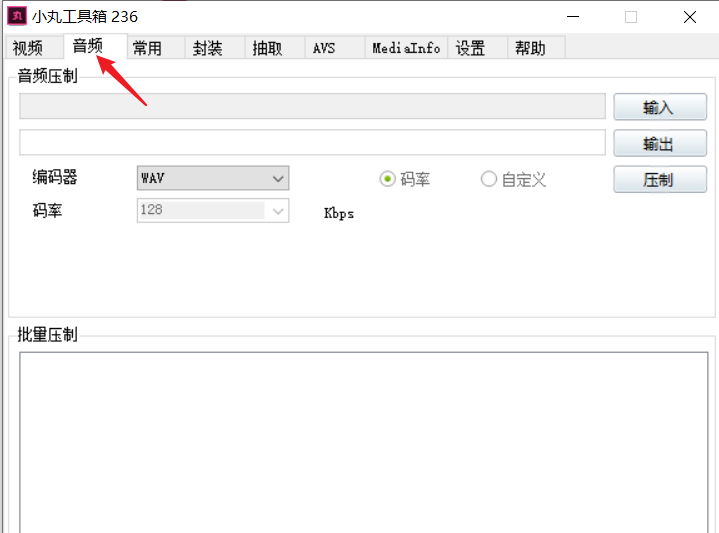 丸 小丸工具箱 236
视频 音频 常用 封装 抽取 AVS MediaInfo 设置 帮助
音频压制
输入
输出
编码器 WAV 码率 自定义 压制
码率 128 Kbps
批量压制